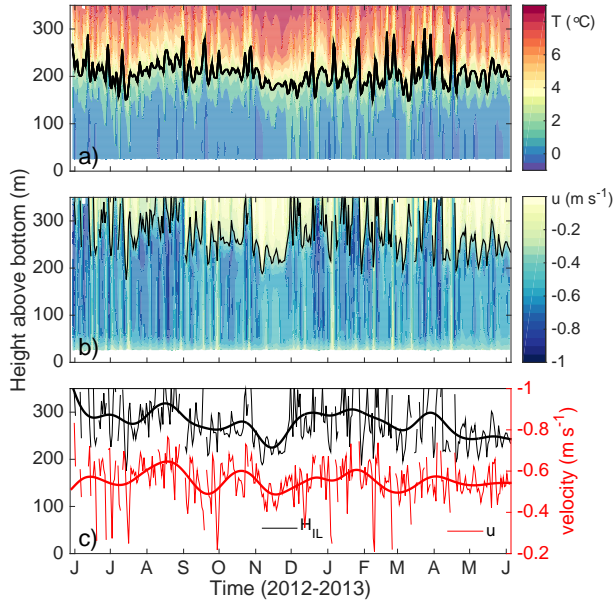 300
200
100
0
a)
T (°C)
6
4
2
0
Height above bottom (m)
300
200
100
0
b)
u (m s⁻¹)
-0.2
-0.4
-0.6
-0.8
-1
300
200
100
0
c)
H_IL
u
-1
-0.8
-0.6
-0.4
-0.2
velocity (m s⁻¹)
J J A S O N D J F M A M J
Time (2012-2013)